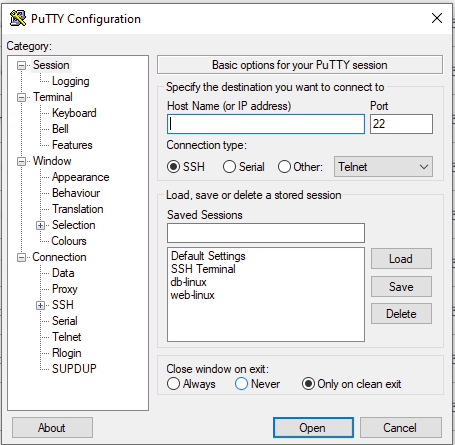 PuTTY Configuration
Category:
Session
Logging
Terminal
Keyboard
Bell
Features
Window
Appearance
Behaviour
Translation
Selection
Colours
Connection
Data
Proxy
SSH
Serial
Telnet
Rlogin
SUPDUP
Basic options for your PuTTY session
Specify the destination you want to connect to
Host Name (or IP address) Port
22
Connection type:
SSH Serial Other: Telnet
Load, save or delete a stored session
Saved Sessions
Default Settings
SSH Terminal
db-linux
web-linux
Load
Save
Delete
Close window on exit:
Always Never Only on clean exit
About Open Cancel